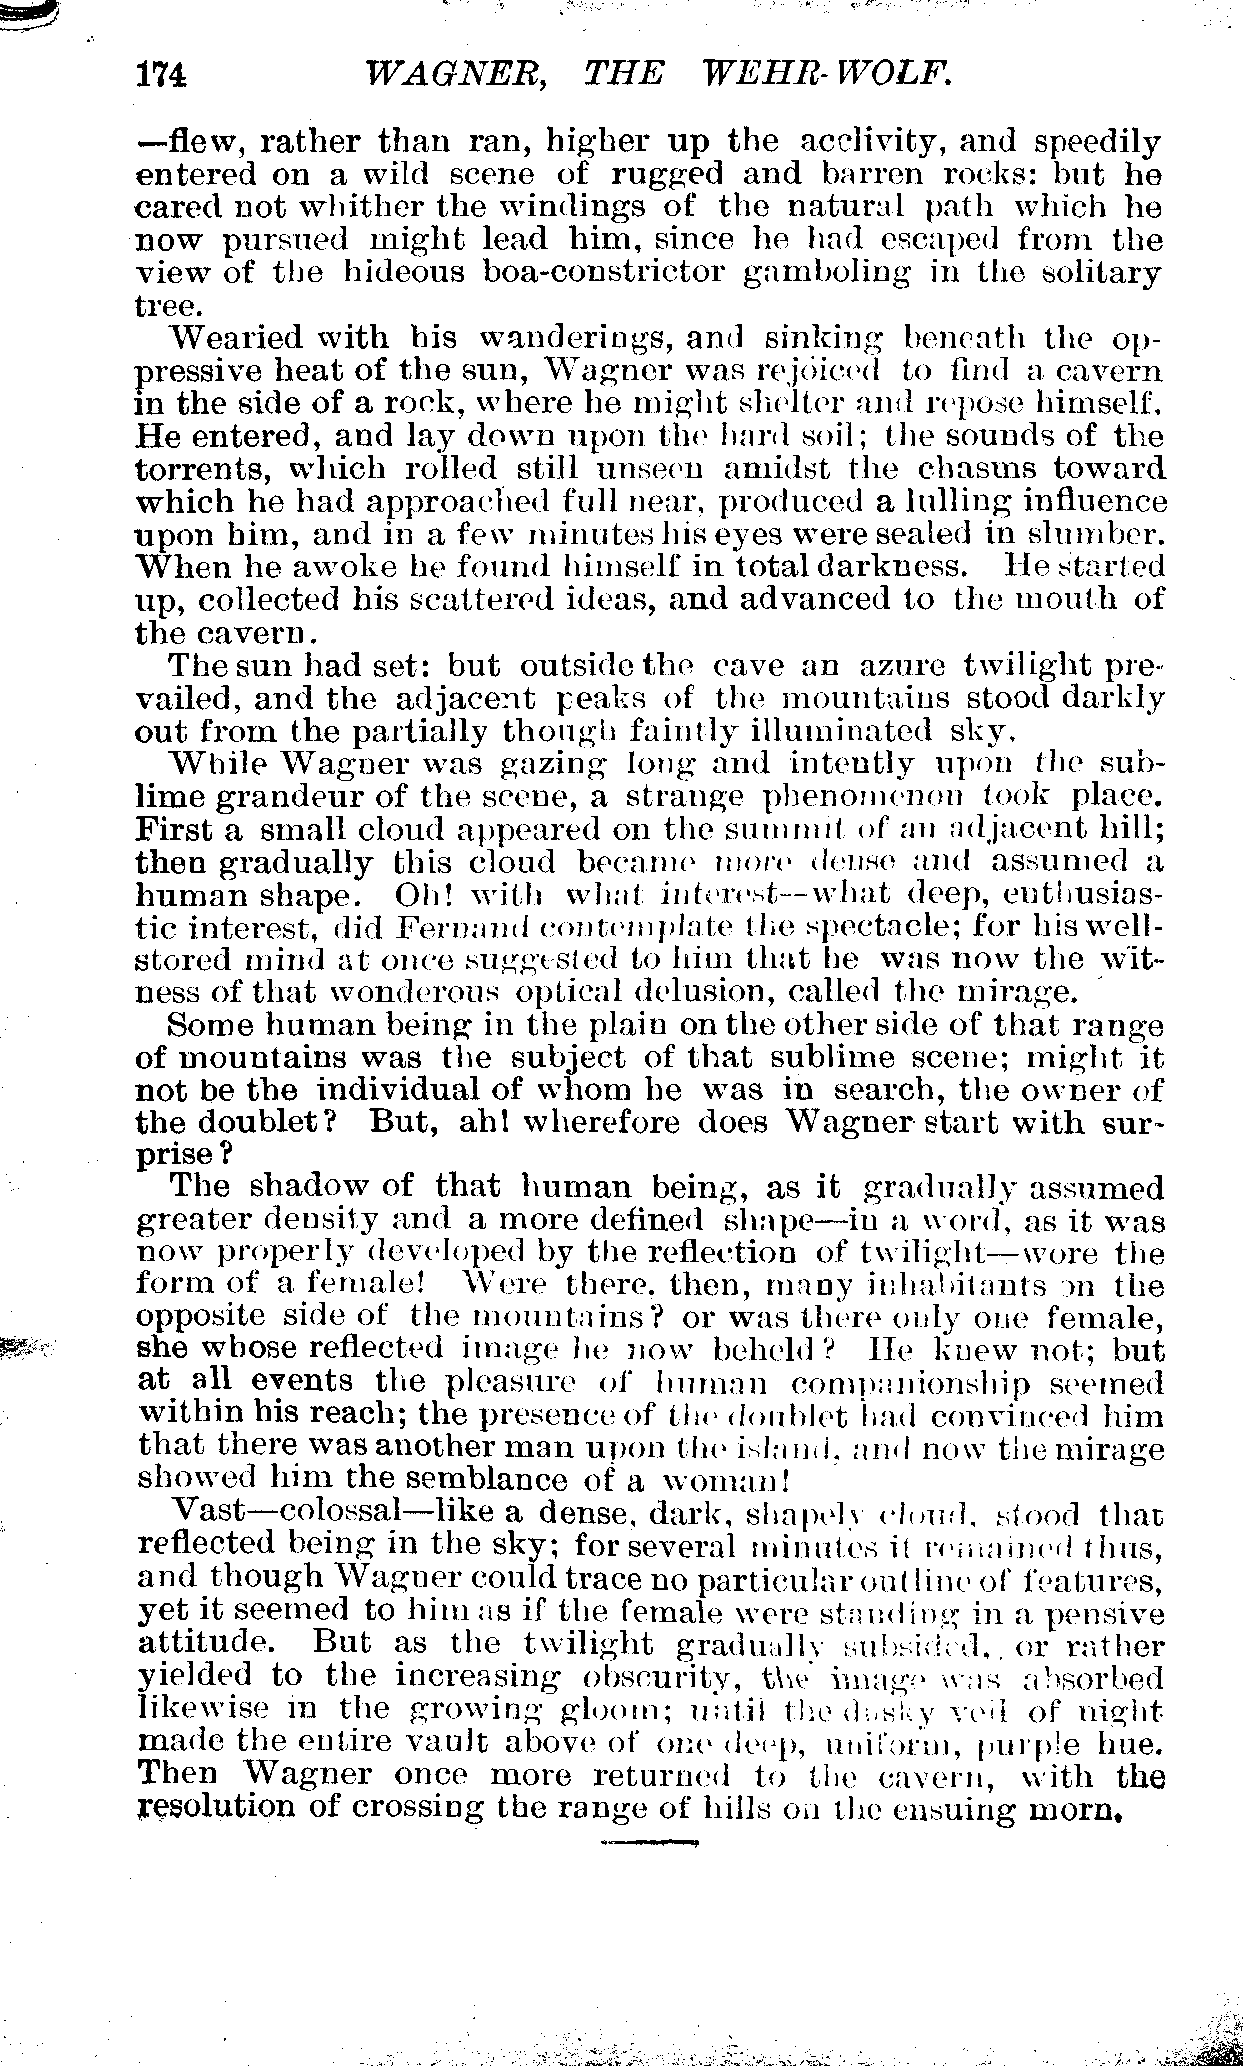 174 WAGNER, THE WEHR-WOLF.
—flew, rather than ran, higher up the acclivity, and speedily
entered on a wild scene of rugged and barren rocks: but he
cared not whither the windings of the natural path which he
now pursued might lead him, since he had escaped from the
view of the hideous boa-constrictor gamboling in the solitary
tree.
Wearied with his wanderings, and sinking beneath the op-
pressive heat of the sun, Wagner was rejoiced to find a cavern
in the side of a rock, where he might shelter and repose himself.
He entered, and lay down upon the hard soil; the sounds of the
torrents, which rolled still unseen amidst the chasms toward
which he had approached full near, produced a lulling influence
upon him, and in a few minutes his eyes were sealed in slumber.
When he awoke he found himself in total darkness. He started
up, collected his scattered ideas, and advanced to the mouth of
the cavern.
The sun had set: but outside the cave an azure twilight pre-
vailed, and the adjacent peaks of the mountains stood darkly
out from the partially though faintly illuminated sky.
While Wagner was gazing long and intently upon the sub-
lime grandeur of the scene, a strange phenomenon took place.
First a small cloud appeared on the summit of an adjacent hill;
then gradually this cloud became more dense and assumed a
human shape. Oh! with what interest--what deep, enthusias-
tic interest, did Fernand contemplate the spectacle; for his well-
stored mind at once suggested to him that he was now the wit-
ness of that wonderous optical delusion, called the mirage.
Some human being in the plain on the other side of that range
of mountains was the subject of that sublime scene; might it
not be the individual of whom he was in search, the owner of
the doublet? But, ah! wherefore does Wagner start with sur-
prise?
The shadow of that human being, as it gradually assumed
greater density and a more defined shape—in a word, as it was
now properly developed by the reflection of twilight—wore the
form of a female! Were there, then, many inhabitants on the
opposite side of the mountains? or was there only one female,
she whose reflected image he now beheld? He knew not; but
at all events the pleasure of human companionship seemed
within his reach; the presence of the doublet had convinced him
that there was another man upon the island, and now the mirage
showed him the semblance of a woman!
Vast—colossal—like a dense, dark, shapely cloud, stood that
reflected being in the sky; for several minutes it remained thus,
and though Wagner could trace no particular outline of features,
yet it seemed to him as if the female were standing in a pensive
attitude. But as the twilight gradually subsided, or rather
yielded to the increasing obscurity, the image was absorbed
likewise in the growing gloom; until the dusky veil of night
made the entire vault above of one deep, uniform, purple hue.
Then Wagner once more returned to the cavern, with the
resolution of crossing the range of hills on the ensuing morn.